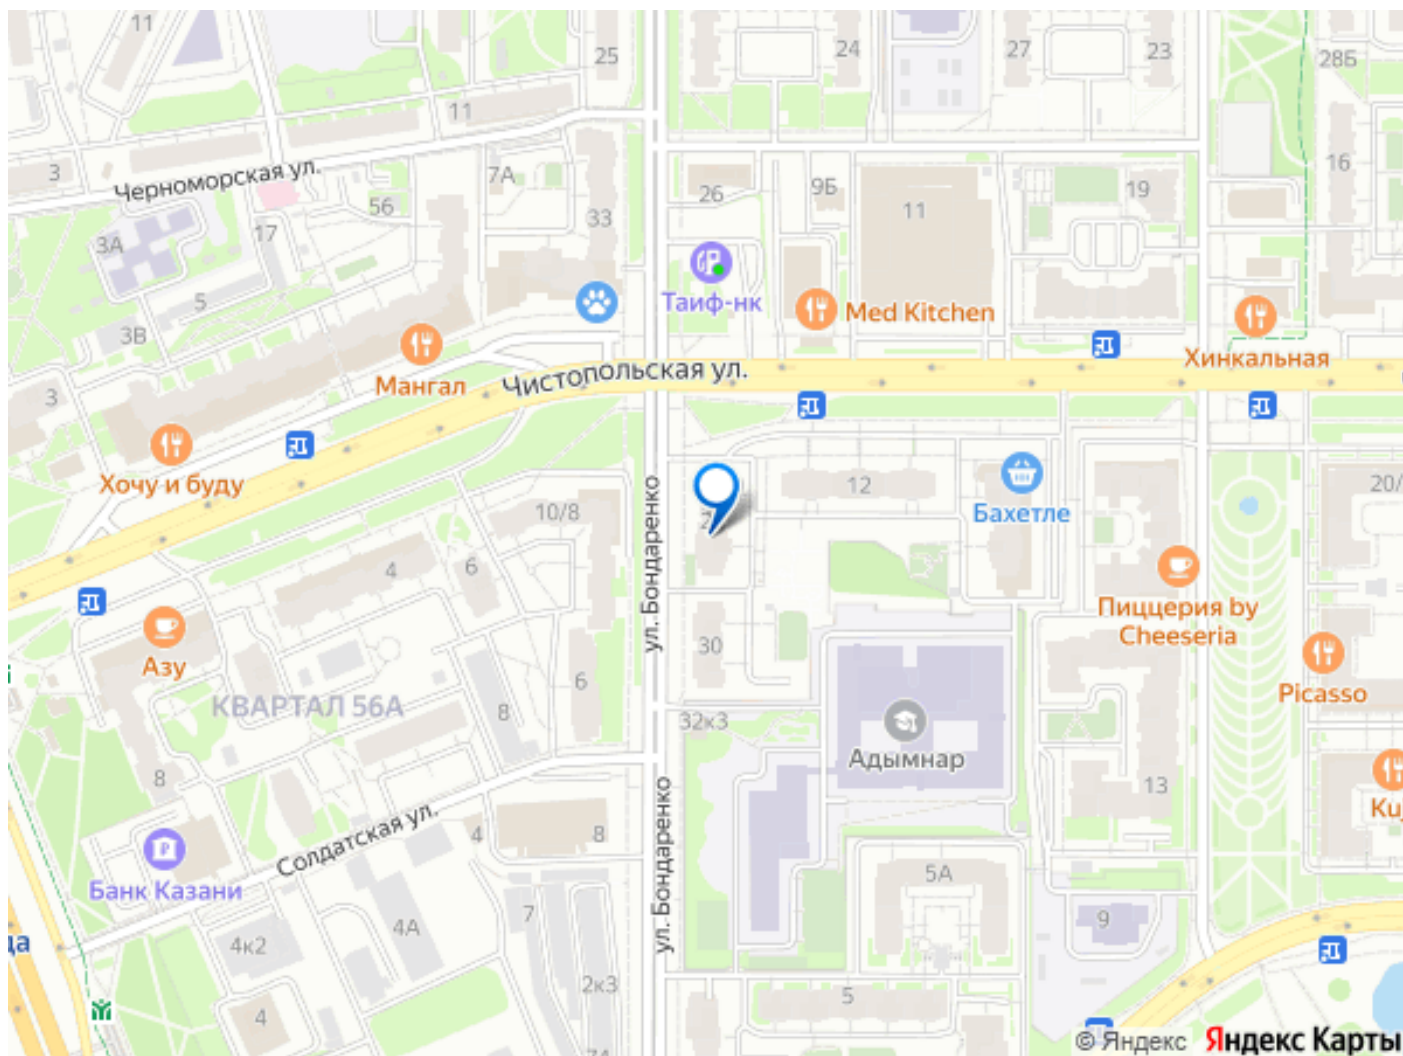 11
25
24
27
23
28Б
11
3
Черноморская ул.
7А
56
33
26
9Б
11
19
16
3А
17
5
3В
Таиф-нк
Med Kitchen
Хинкальная
Мангал
Чистопольская ул.
3
Хочу и буду
12
Бахетле
20/
10/8
ул. Бондаренко
4
6
Пиццерия by
Cheeseria
Азу
30
6
Picasso
КВАРТАЛ 56А
8
32к3
Адымнар
8
13
Солдатская ул.
ул. Бондаренко
4
8
Банк Казани
5А
4к2
4А
7
9
да
2к3
4
5
7А
© Яндекс
Яндекс Карты